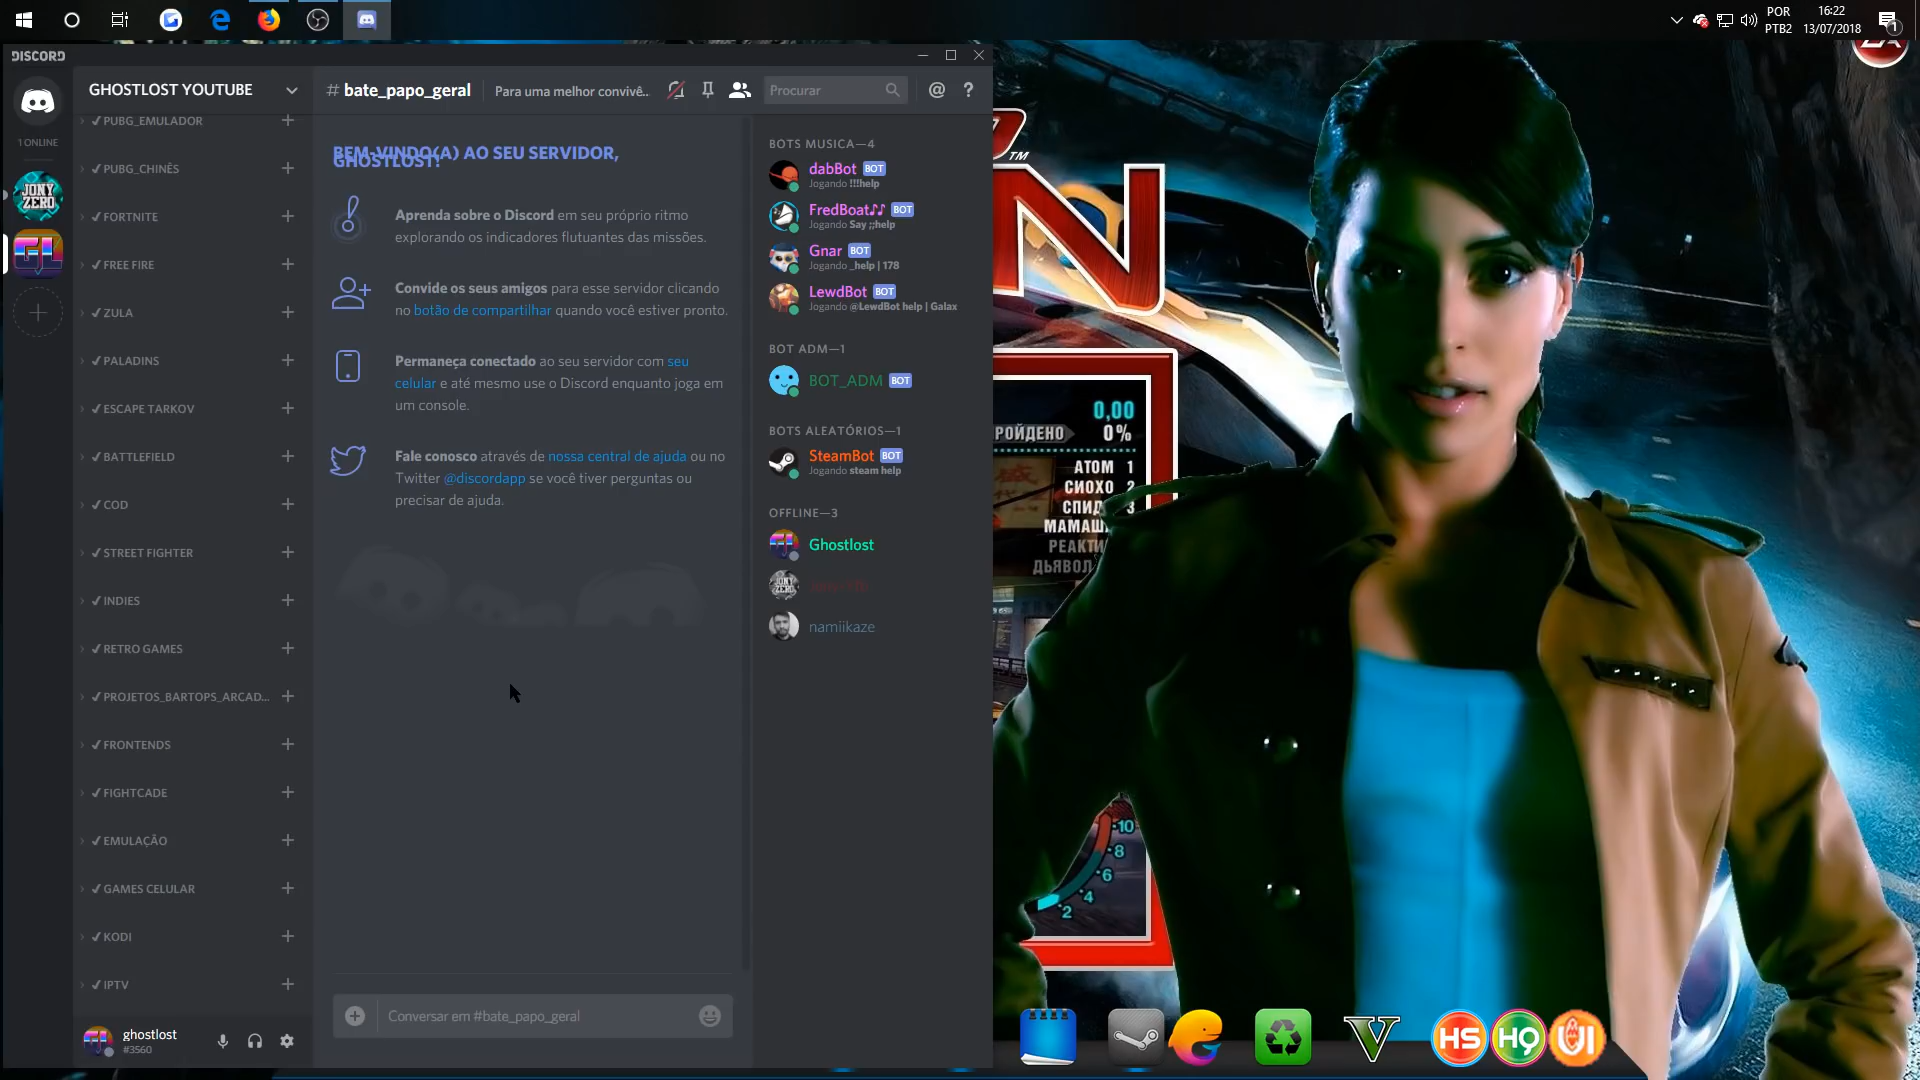 POR
16:22
PTB2
13/07/2018
1
DISCORD
GHOSTLOST YOUTUBE
# bate_papo_geral
Para uma melhor convivê..
Procurar
@
?
1 ONLINE
JONY ZERO
GL
✓ PUBG_EMULADOR
✓ PUBG_CHINÊS
✓ FORTNITE
✓ FREE FIRE
✓ ZULA
✓ PALADINS
✓ ESCAPE TARKOV
✓ BATTLEFIELD
✓ COD
✓ STREET FIGHTER
✓ INDIES
✓ RETRO GAMES
✓ PROJETOS_BARTOPS_ARCAD...
✓ FRONTENDS
✓ FIGHTCADE
✓ EMULAÇÃO
✓ GAMES CELULAR
✓ KODI
✓ IPTV
ghostlost
#3560
BEM-VINDO(A) AO SEU SERVIDOR,
GHOSTLOST!
Aprenda sobre o Discord em seu próprio ritmo
explorando os indicadores flutuantes das missões.
Convide os seus amigos para esse servidor clicando
no botão de compartilhar quando você estiver pronto.
Permaneça conectado ao seu servidor com seu
celular e até mesmo use o Discord enquanto joga em
um console.
Fale conosco através de nossa central de ajuda ou no
Twitter @discordapp se você tiver perguntas ou
precisar de ajuda.
Conversar em #bate_papo_geral
BOTS MUSICA—4
dabBot BOT
Jogando !!!help
FredBoat♪♪ BOT
Jogando Say ;;help
Gnar BOT
Jogando _help | 178
LewdBot BOT
Jogando @LewdBot help | Galax
BOT ADM—1
BOT_ADM BOT
BOTS ALEATÓRIOS—1
SteamBot BOT
Jogando steam help
OFFLINE—3
Ghostlost
namiikaze
EA
TM
N
0,00
РОЙДЕНО 0%
АТОМ 1
СИОХО 2
СПИД 3
МАМАШ
РЕАКТИ
ДЬЯВОЛ
10
8
6
4
2
V
HS
H9
UI